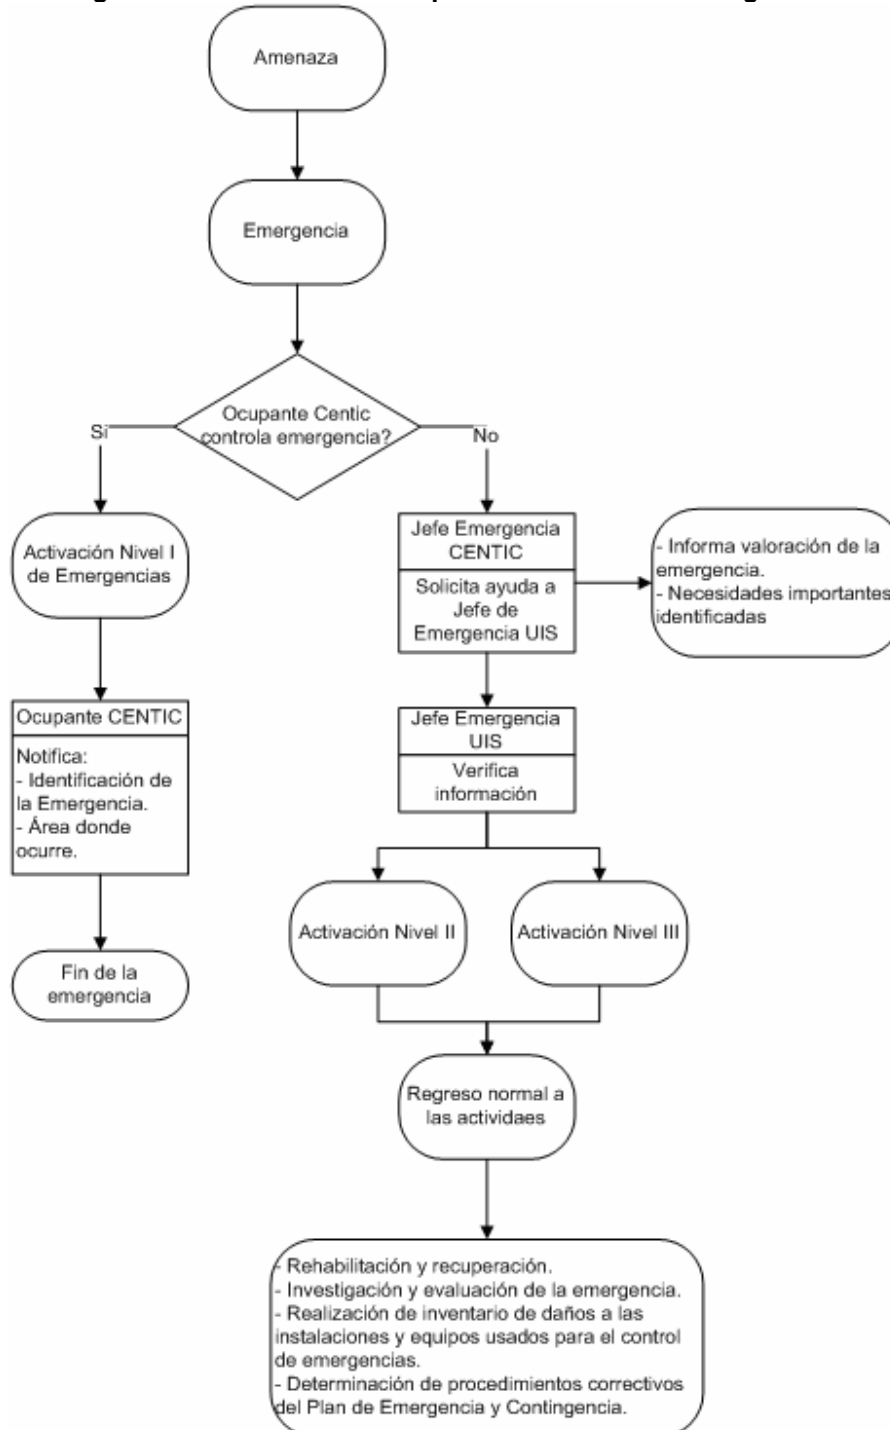 Amenaza
Emergencia
Ocupante Centic
controla emergencia?
Si
No
Activación Nivel I
de Emergencias
Jefe Emergencia
CENTIC
Solicita ayuda a
Jefe de
Emergencia UIS
- Informa valoración de la
emergencia.
- Necesidades importantes
identificadas
Ocupante CENTIC
Notifica:
- Identificación de
la Emergencia.
- Área donde
ocurre.
Jefe Emergencia
UIS
Verifica
información
Activación Nivel II
Activación Nivel III
Fin de la
emergencia
Regreso normal a
las actividaes
- Rehabilitación y recuperación.
- Investigación y evaluación de la emergencia.
- Realización de inventario de daños a las
instalaciones y equipos usados para el control
de emergencias.
- Determinación de procedimientos correctivos
del Plan de Emergencia y Contingencia.